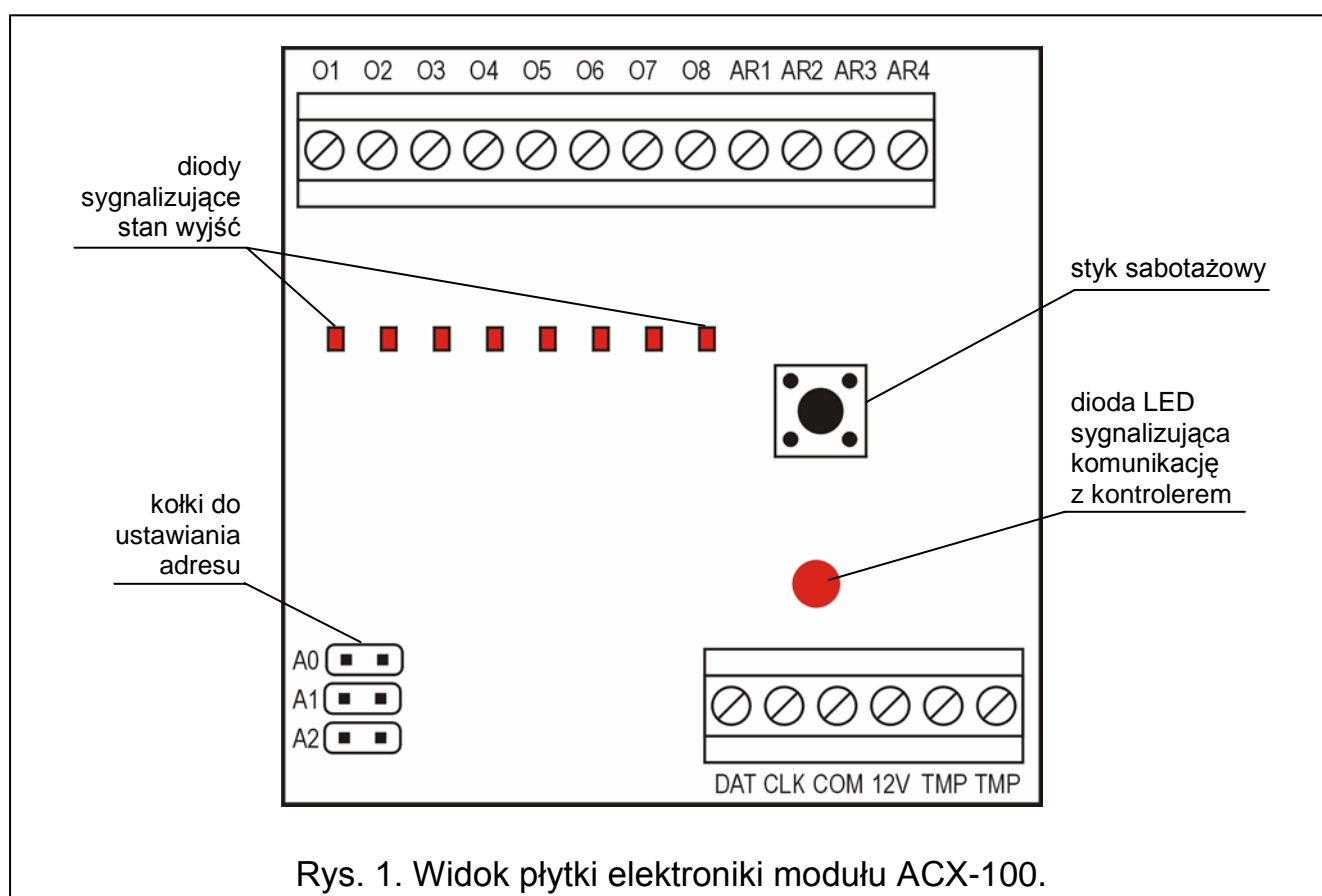 O1 O2 O3 O4 O5 O6 O7 O8 AR1 AR2 AR3 AR4
diody
sygnalizujące
stan wyjść
styk sabotażowy
dioda LED
sygnalizująca
komunikację
z kontrolerem
kołki do
ustawiania
adresu
A0
A1
A2
DAT CLK COM 12V TMP TMP
Rys. 1. Widok płytki elektroniki modułu ACX-100.